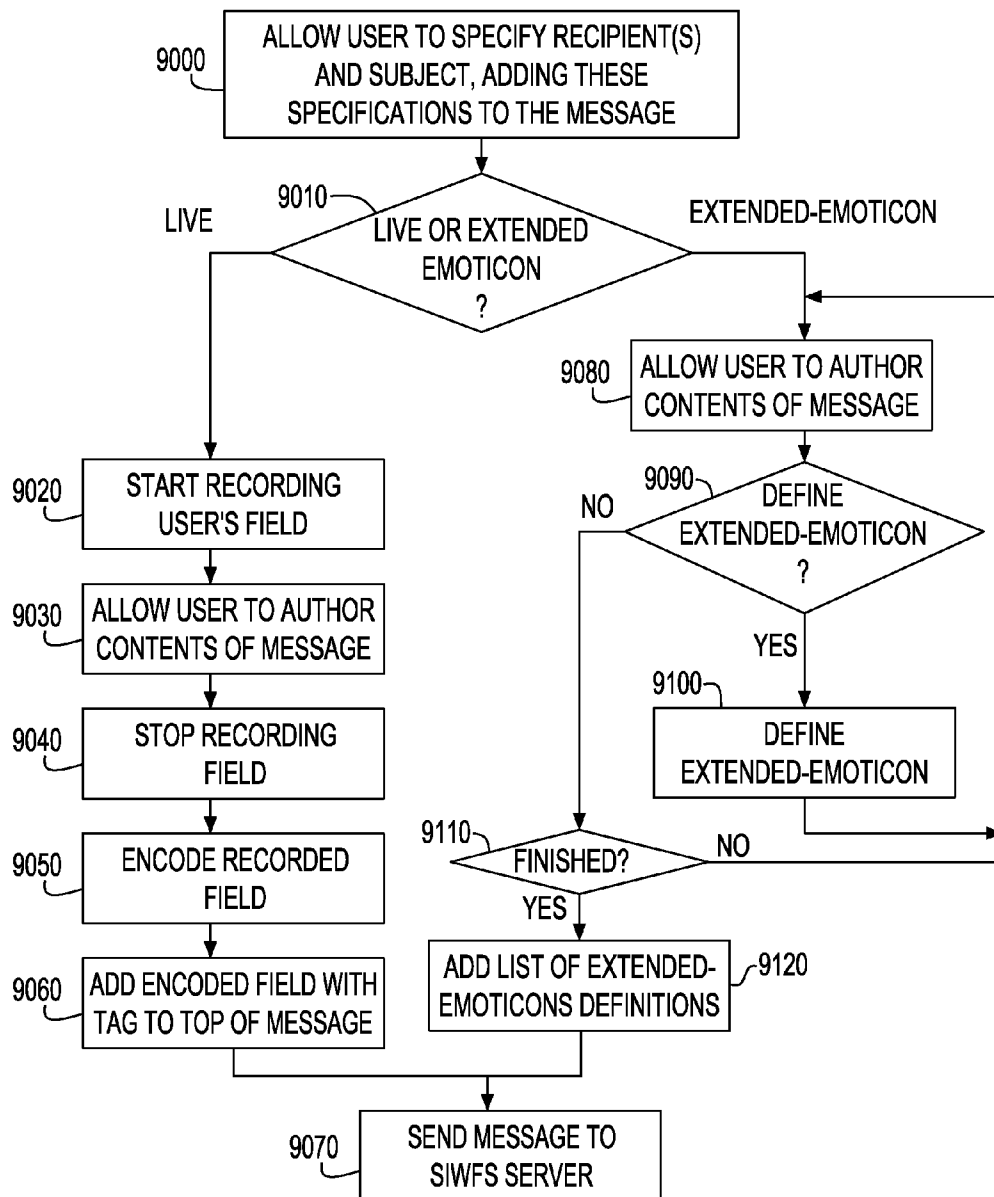 9000
ALLOW USER TO SPECIFY RECIPIENT(S)
AND SUBJECT, ADDING THESE
SPECIFICATIONS TO THE MESSAGE
9010
LIVE
EXTENDED-EMOTICON
LIVE OR EXTENDED
EMOTICON
?
9020
START RECORDING
USER'S FIELD
9030
ALLOW USER TO AUTHOR
CONTENTS OF MESSAGE
9040
STOP RECORDING
FIELD
9050
ENCODE RECORDED
FIELD
9060
ADD ENCODED FIELD WITH
TAG TO TOP OF MESSAGE
9080
ALLOW USER TO AUTHOR
CONTENTS OF MESSAGE
9090
NO
DEFINE
EXTENDED-EMOTICON
?
YES
9100
DEFINE
EXTENDED-EMOTICON
9110
FINISHED?
NO
YES
ADD LIST OF EXTENDED-
EMOTICONS DEFINITIONS
9120
9070
SEND MESSAGE TO
SIWFS SERVER